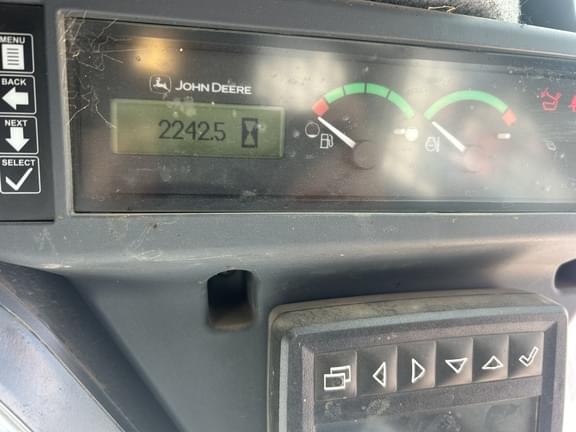 MENU
BACK
NEXT
SELECT
JOHN DEERE
2242.5